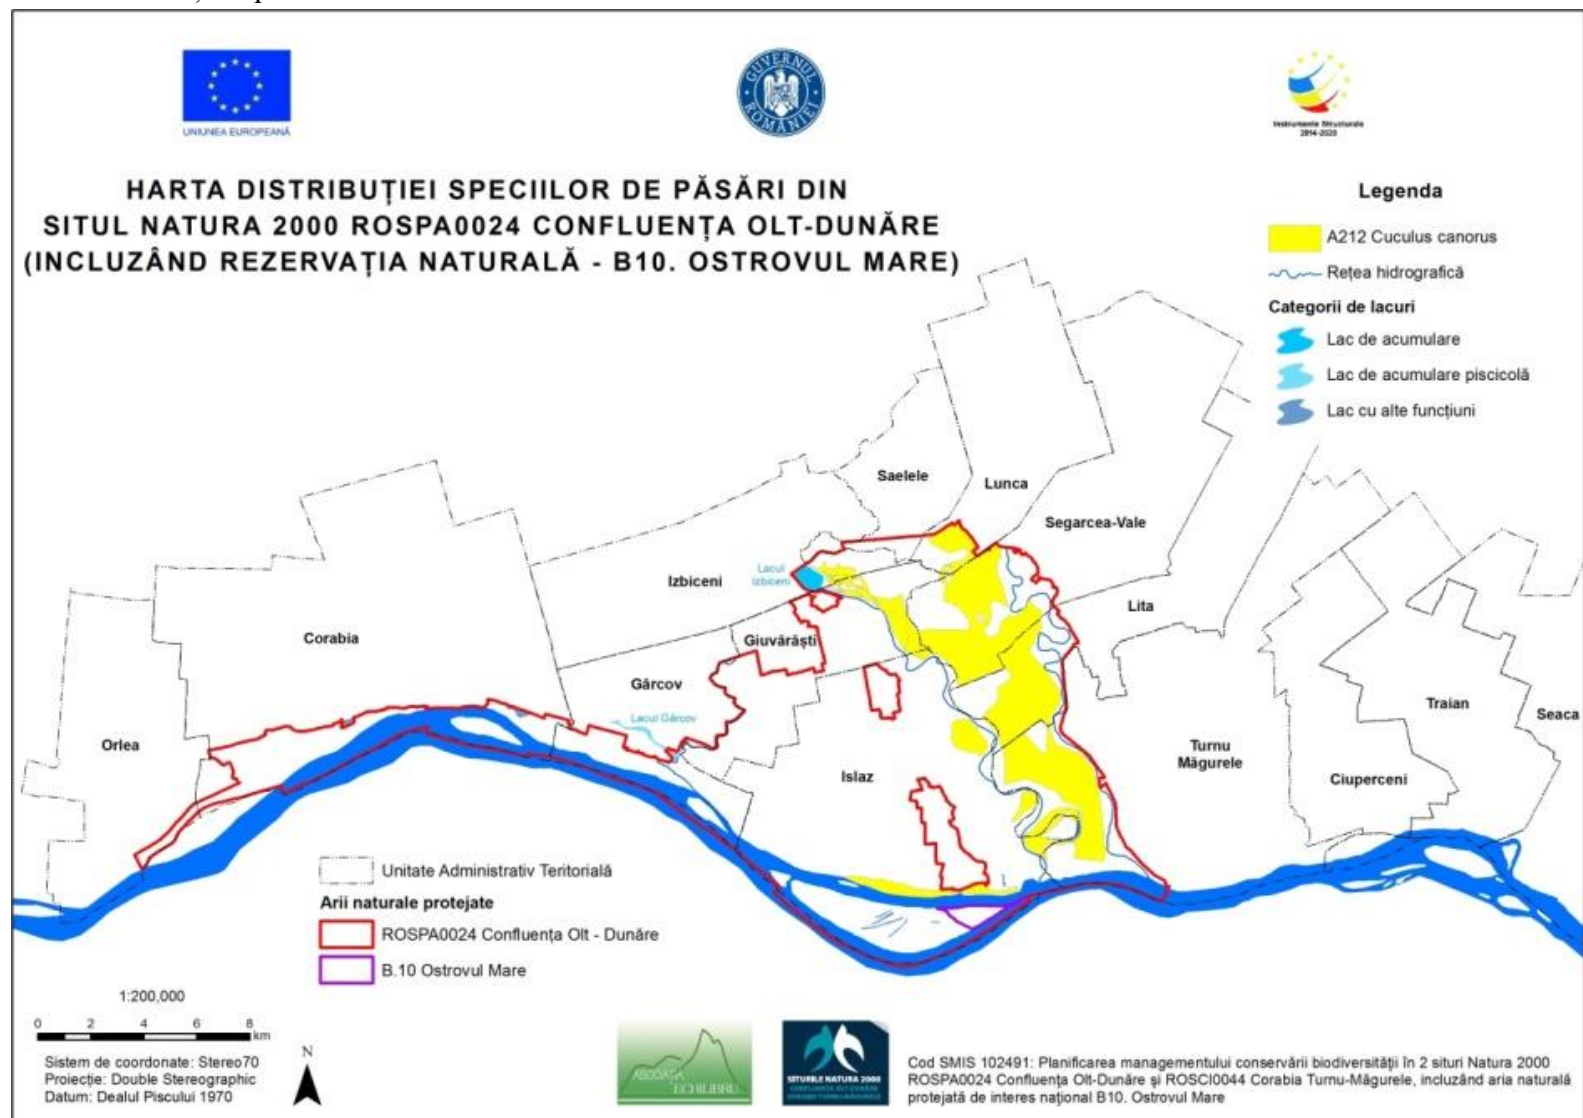 UNIUNEA EUROPEANĂ
GUVERNUL ROMÂNIEI
Instrumente Structurale
2014-2020
HARTA DISTRIBUȚIEI SPECIILOR DE PĂSĂRI DIN
SITUL NATURA 2000 ROSPA0024 CONFLUENȚA OLT-DUNĂRE
(INCLUZÂND REZERVAȚIA NATURALĂ - B10. OSTROVUL MARE)
Legenda
A212 Cuculus canorus
Rețea hidrografică
Categorii de lacuri
Lac de acumulare
Lac de acumulare piscicolă
Lac cu alte funcțiuni
Saelele
Lunca
Segarcea-Vale
Izbiceni
Lacul
Izbiceni
Lita
Corabia
Giuvărăști
Gârcov
Lacul Gârcov
Orlea
Islaz
Turnu
Măgurele
Ciuperceni
Traian
Seaca
Unitate Administrativ Teritorială
Arii naturale protejate
ROSPA0024 Confluența Olt - Dunăre
B.10 Ostrovul Mare
1:200,000
0 2 4 6 8
km
N
Sistem de coordonate: Stereo70
Proiecție: Double Stereographic
Datum: Dealul Piscului 1970
ASOCIAȚIA
ECHILIBRU
SITURILE NATURA 2000
CONFLUENȚA OLT-DUNĂRE
CORABIA-TURNU MĂGURELE
Cod SMIS 102491: Planificarea managementului conservării biodiversității în 2 situri Natura 2000
ROSPA0024 Confluența Olt-Dunăre și ROSCI0044 Corabia Turnu-Măgurele, incluzând aria naturală
protejată de interes național B10. Ostrovul Mare